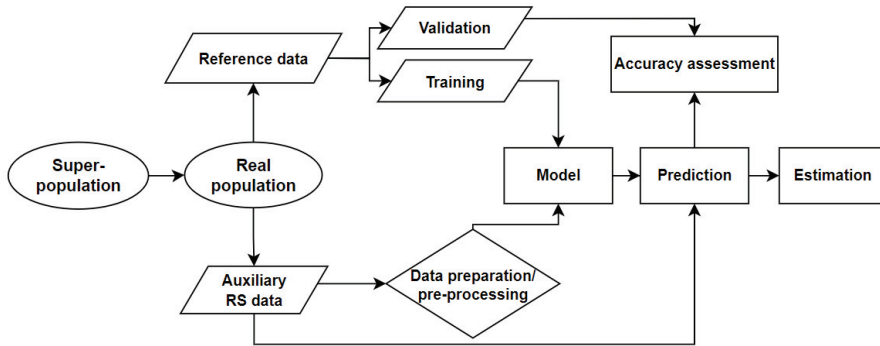 Validation
Reference data
Accuracy assessment
Training
Super-
population
Real
population
Model
Prediction
Estimation
Auxiliary
RS data
Data preparation/
pre-processing